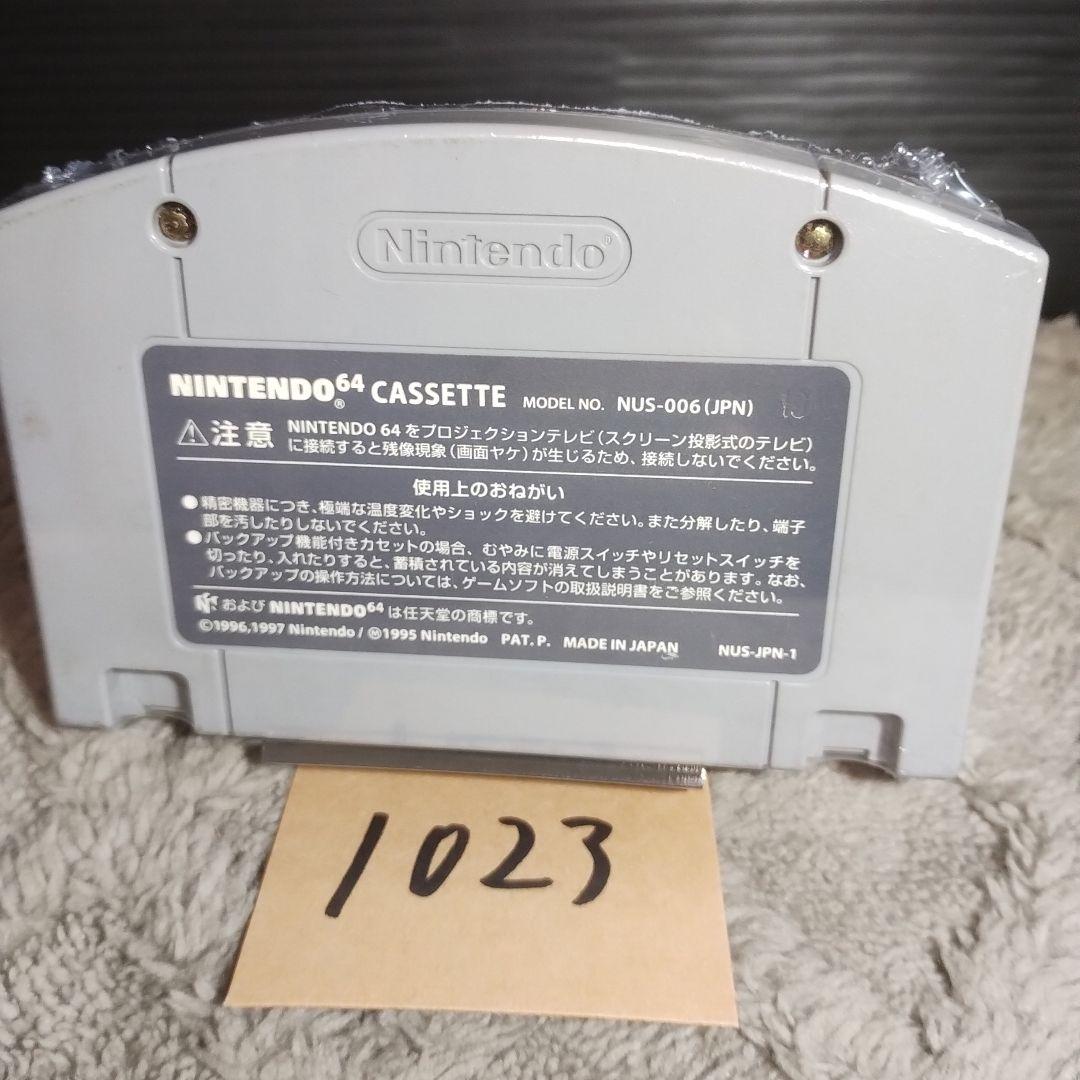 Nintendo®
NINTENDO®64 CASSETTE MODEL NO. NUS-006(JPN)
⚠注意 NINTENDO 64をプロジェクションテレビ(スクリーン投影式のテレビ)
に接続すると残像現象(画面ヤケ)が生じるため、接続しないでください。
使用上のおねがい
●精密機器につき、極端な温度変化やショックを避けてください。また分解したり、端子
部を汚したりしないでください。
●バックアップ機能付きカセットの場合、むやみに電源スイッチやリセットスイッチを
切ったり、入れたりすると、蓄積されている内容が消えてしまうことがあります。なお、
バックアップの操作方法については、ゲームソフトの取扱説明書をご参照ください。
および NINTENDO64 は任天堂の商標です。
©1996,1997 Nintendo/Ⓜ1995 Nintendo PAT.P. MADE IN JAPAN NUS-JPN-1
1023